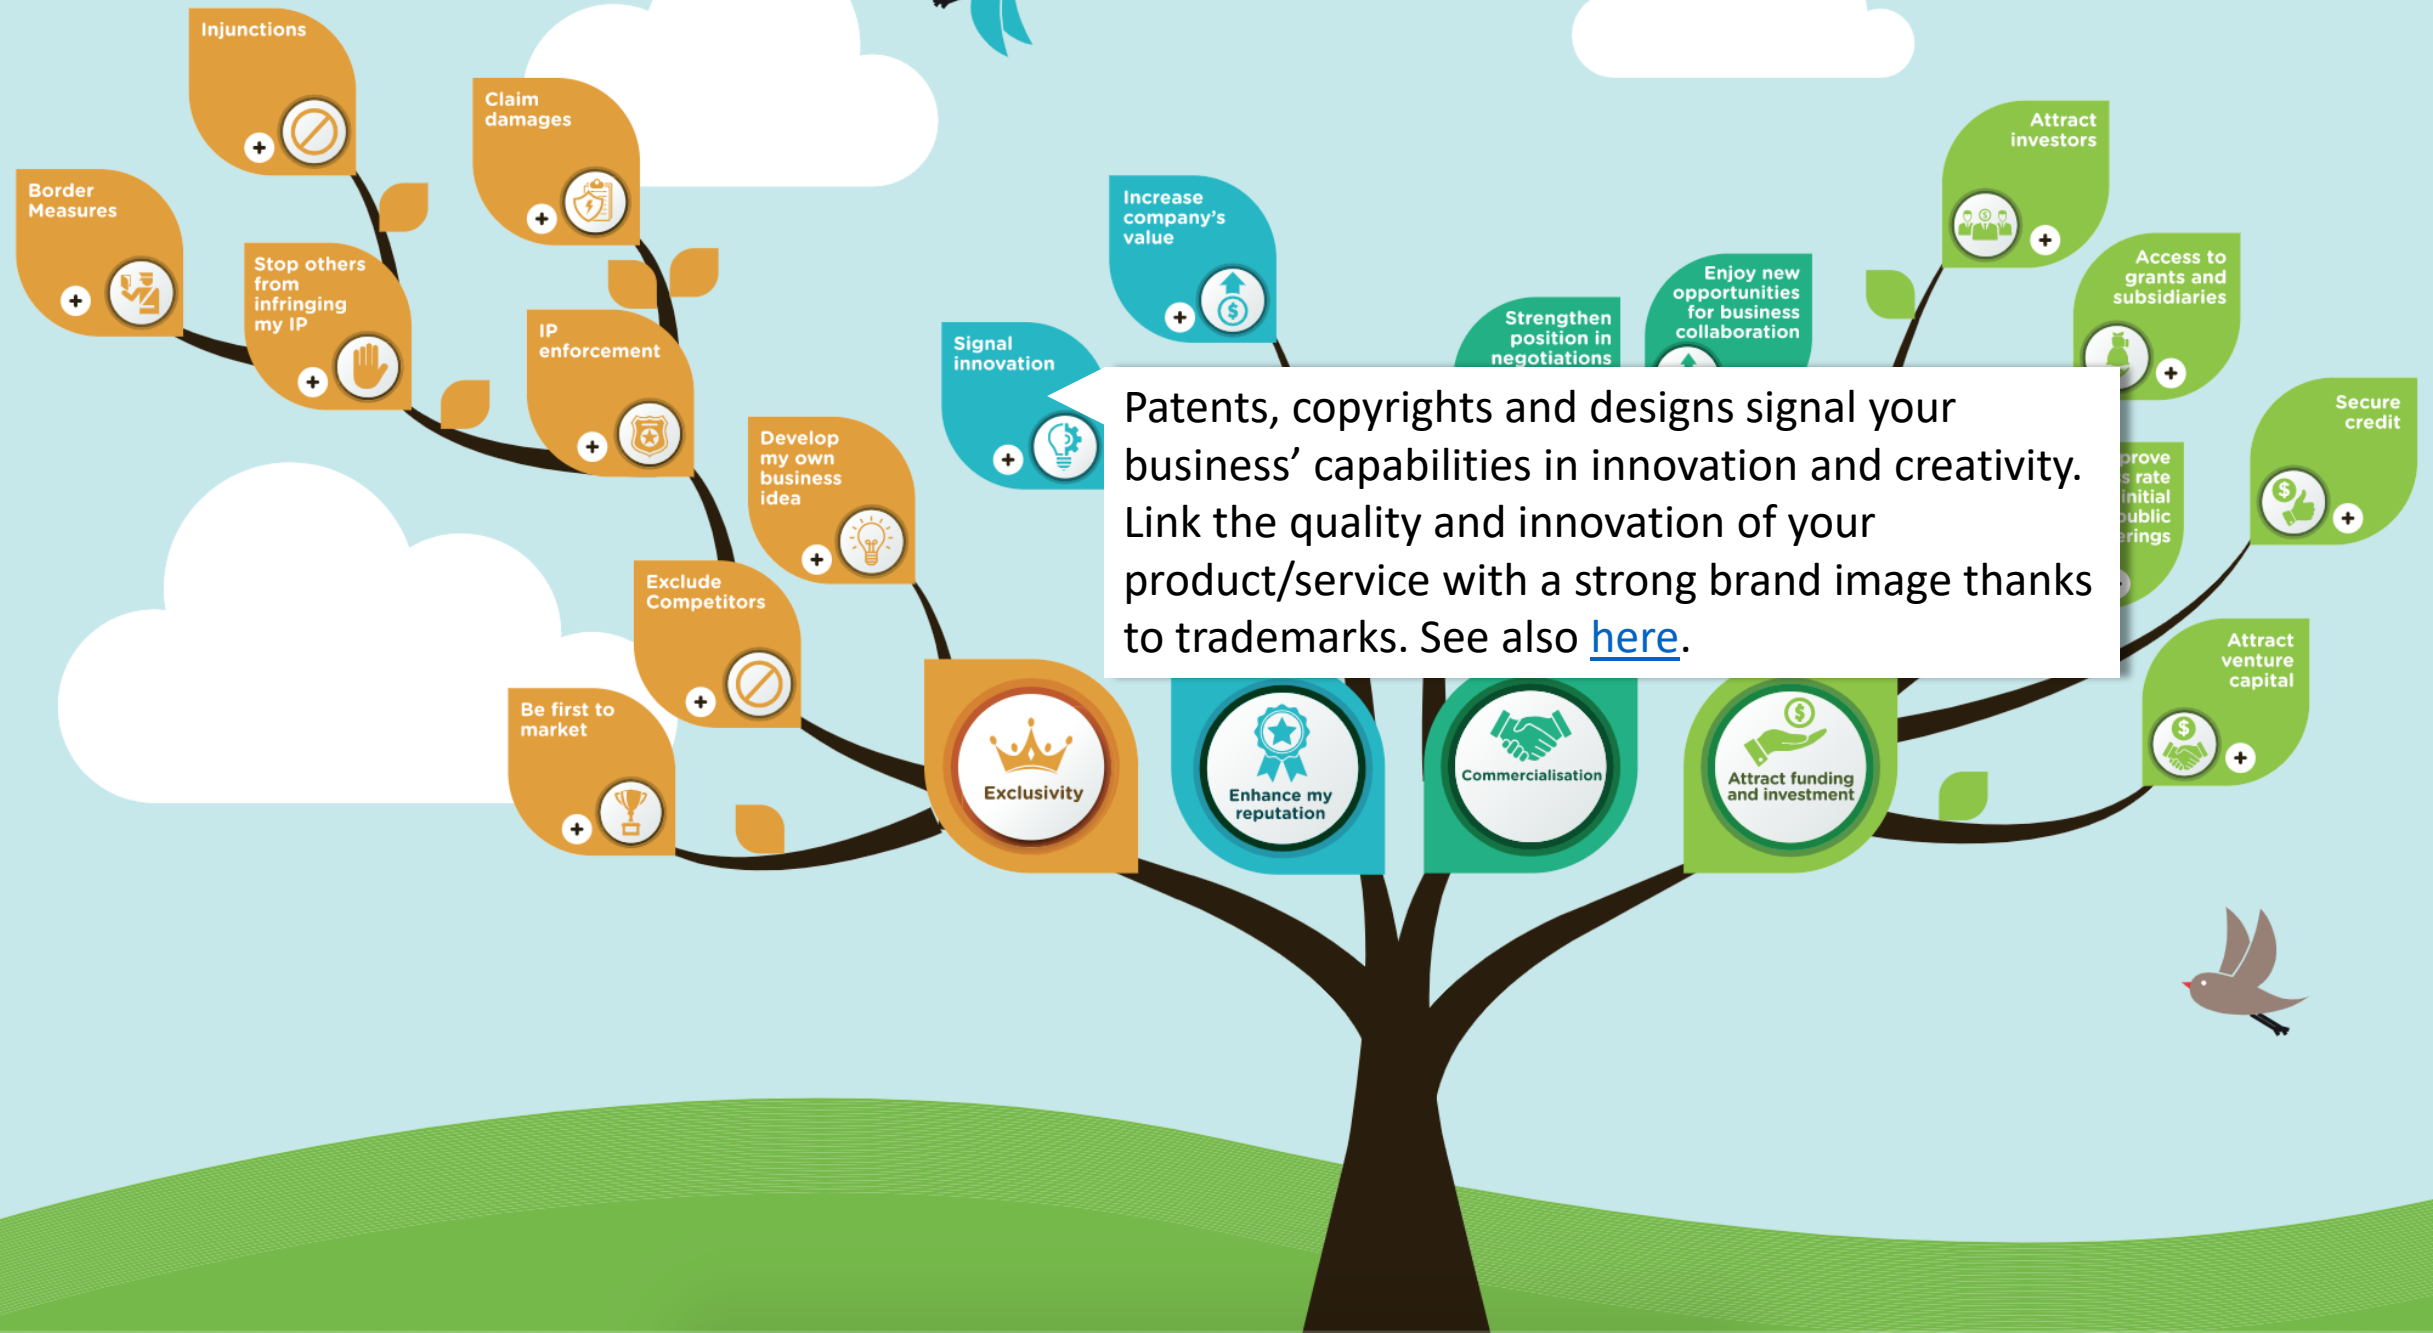 Injunctions
Claim
damages
Border
Measures
Stop others
from
infringing
my IP
IP
enforcement
Develop
my own
business
idea
Exclude
Competitors
Be first to
market
Exclusivity
Signal
innovation
Increase
company's
value
Enhance my
reputation
Patents, copyrights and designs signal your
business’ capabilities in innovation and creativity.
Link the quality and innovation of your
product/service with a strong brand image thanks
to trademarks. See also here.
Strengthen
position in
negotiations
Enjoy new
opportunities
for business
collaboration
Commercialisation
Attract
investors
Access to
grants and
subsidiaries
Secure
credit
rate
Attract
venture
capital
Attract funding
and investment